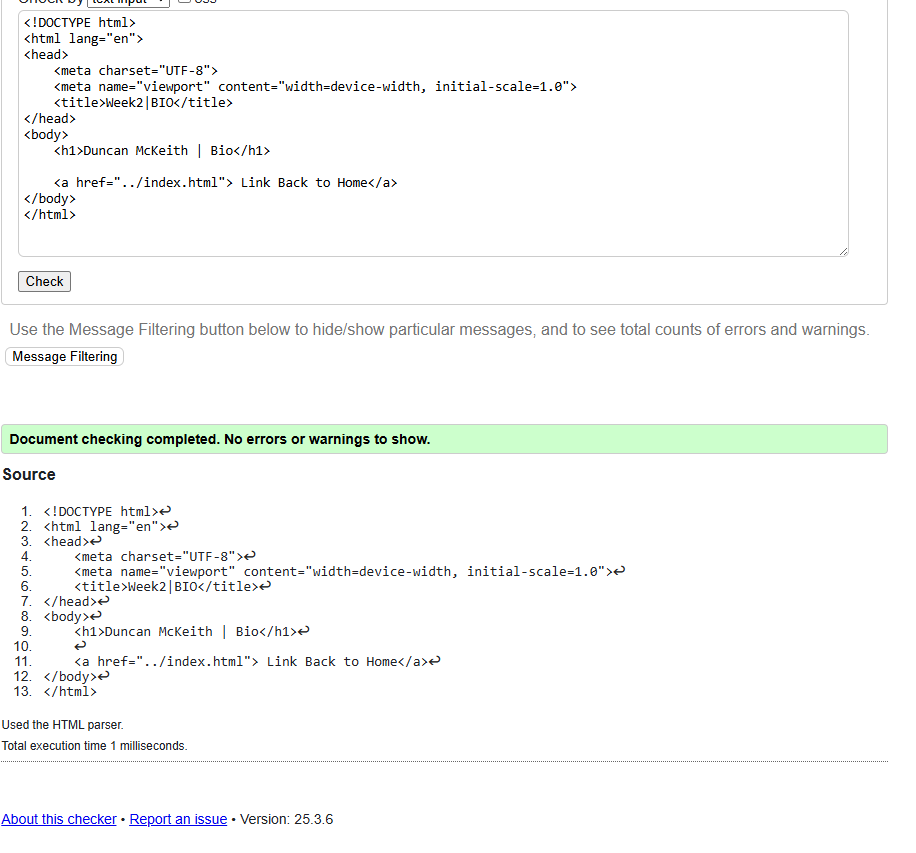 Check by text input css
<!DOCTYPE html>
<html lang="en">
<head>
    <meta charset="UTF-8">
    <meta name="viewport" content="width=device-width, initial-scale=1.0">
    <title>Week2|BIO</title>
</head>
<body>
    <h1>Duncan McKeith | Bio</h1>

    <a href="../index.html"> Link Back to Home</a>
</body>
</html>
Check
Use the Message Filtering button below to hide/show particular messages, and to see total counts of errors and warnings.
Message Filtering
Document checking completed. No errors or warnings to show.
Source
1. <!DOCTYPE html>↩
2. <html lang="en">↩
3. <head>↩
4.     <meta charset="UTF-8">↩
5.     <meta name="viewport" content="width=device-width, initial-scale=1.0">↩
6.     <title>Week2|BIO</title>↩
7. </head>↩
8. <body>↩
9.     <h1>Duncan McKeith | Bio</h1>↩
10.     ↩
11.     <a href="../index.html"> Link Back to Home</a>↩
12. </body>↩
13. </html>
Used the HTML parser.
Total execution time 1 milliseconds.
About this checker • Report an issue • Version: 25.3.6